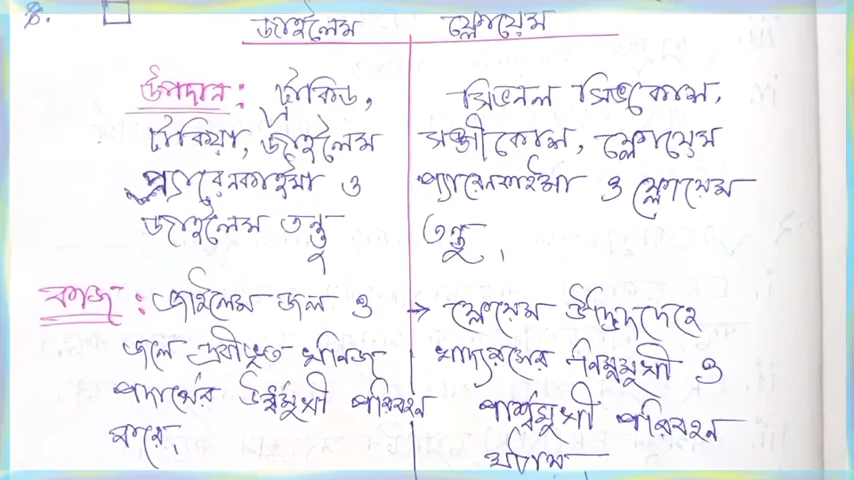 ৪.
জাইলেম
ফ্লোয়েম
উপাদান: ট্রাকিড,
ট্রাকিয়া, জাইলেম
প্যারেনকাইমা ও
জাইলেম তন্তু
সিভনল সিভকোশ,
সঙ্গীকোশ, ফ্লোয়েম
প্যারেনকাইমা ও ফ্লোয়েম
তন্তু,
কাজ: জাইলেম জল ও
জলে দ্রবীভূত খনিজ
পদার্থের ঊর্ধ্বমুখী পরিবহন
করে,
→ ফ্লোয়েম উদ্ভিদদেহে
খাদ্যরসের নিম্নমুখী ও
পার্শ্বমুখী পরিবহন
ঘটায়